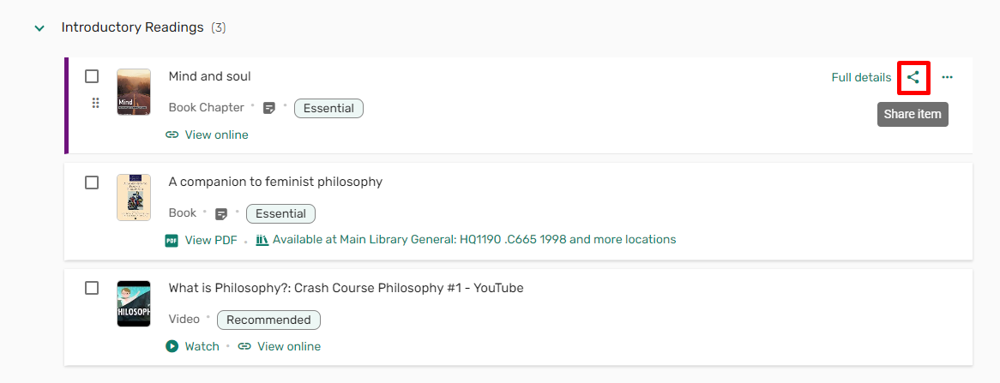 Introductory Readings (3)
Mind and soul
Full details
Mind
Book Chapter • Essential
Share item
View online
A companion to feminist philosophy
Book • Essential
PDF View PDF • Available at Main Library General: HQ1190 .C665 1998 and more locations
What is Philosophy?: Crash Course Philosophy #1 - YouTube
HILOSOPH
Video • Recommended
Watch • View online